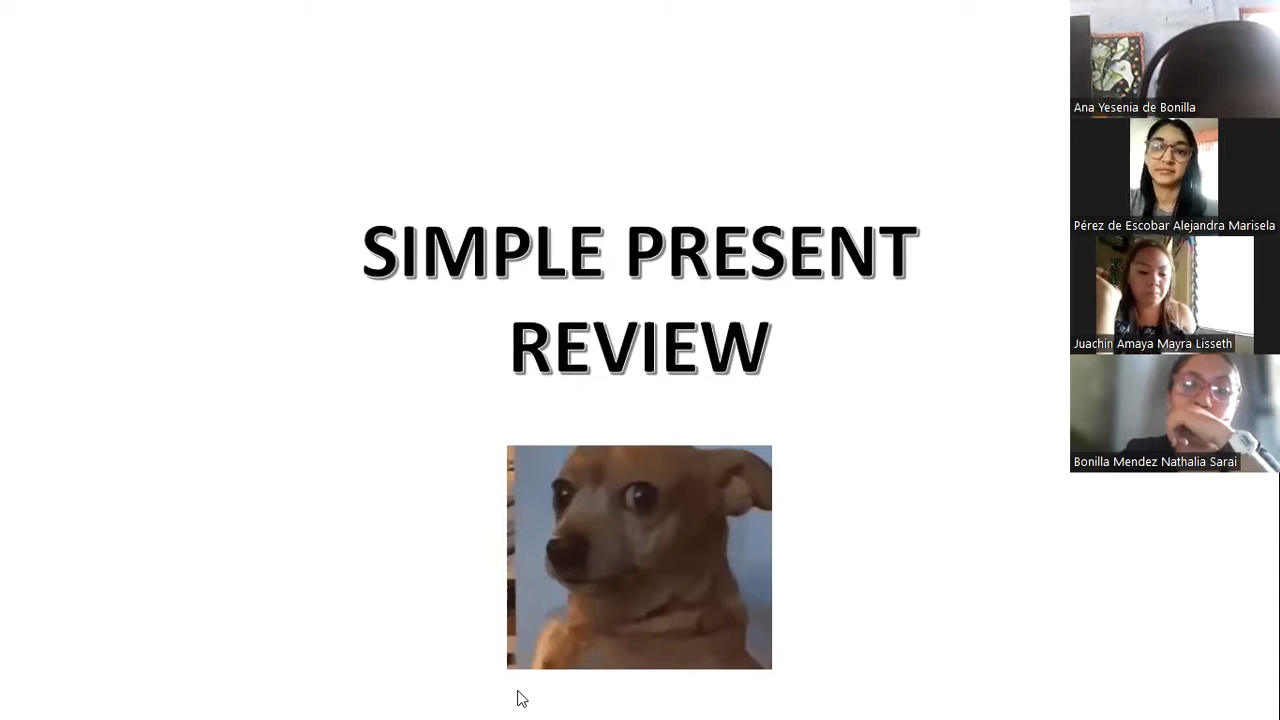 SIMPLE PRESENT
REVIEW
Ana Yesenia de Bonilla
Pérez de Escobar Alejandra Marisela
Juachin Amaya Mayra Lisseth
Bonilla Mendez Nathalia Sarai